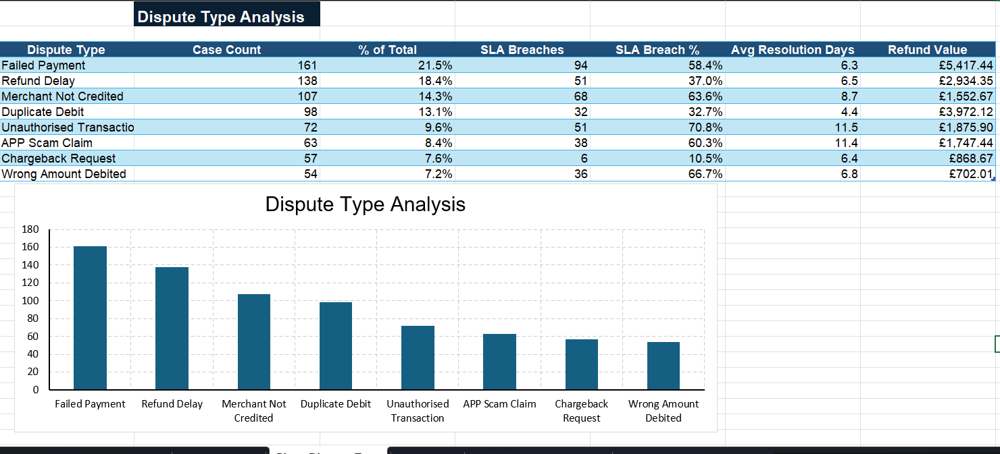 Dispute Type Analysis
Dispute Type Case Count % of Total SLA Breaches SLA Breach % Avg Resolution Days Refund Value
Failed Payment 161 21.5% 94 58.4% 6.3 £5,417.44
Refund Delay 138 18.4% 51 37.0% 6.5 £2,934.35
Merchant Not Credited 107 14.3% 68 63.6% 8.7 £1,552.67
Duplicate Debit 98 13.1% 32 32.7% 4.4 £3,972.12
Unauthorised Transactio 72 9.6% 51 70.8% 11.5 £1,875.90
APP Scam Claim 63 8.4% 38 60.3% 11.4 £1,747.44
Chargeback Request 57 7.6% 6 10.5% 6.4 £868.67
Wrong Amount Debited 54 7.2% 36 66.7% 6.8 £702.01
Dispute Type Analysis
180
160
140
120
100
80
60
40
20
0
Failed Payment Refund Delay Merchant Not Duplicate Debit Unauthorised APP Scam Claim Chargeback Wrong Amount
Credited Transaction Request Debited